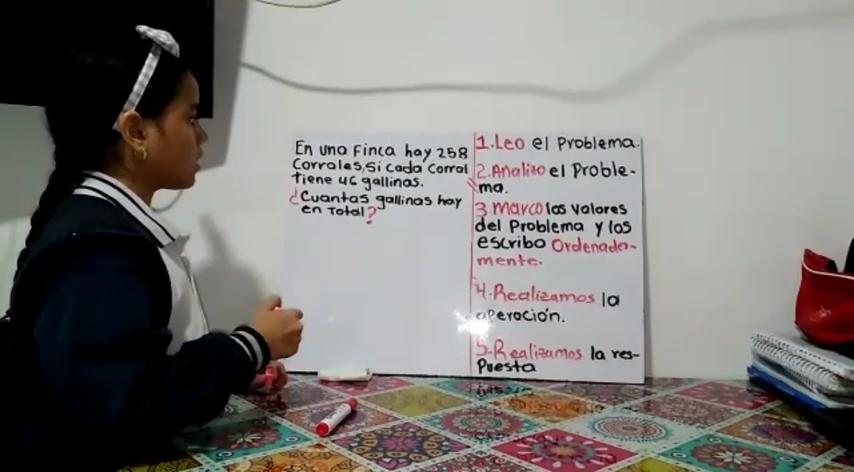 En una Finca hay 258
Corrales,Si cada Corral
tiene 46 gallinas.
¿Cuantas gallinas hay
en Total?
1.Leo el Problema.
2.Analizo el Proble-
ma.
3 Marco los valores
del Problema y los
escribo Ordenada-
mente.
4.Realizamos la
operación.
5.Realizamos la res-
Puesta